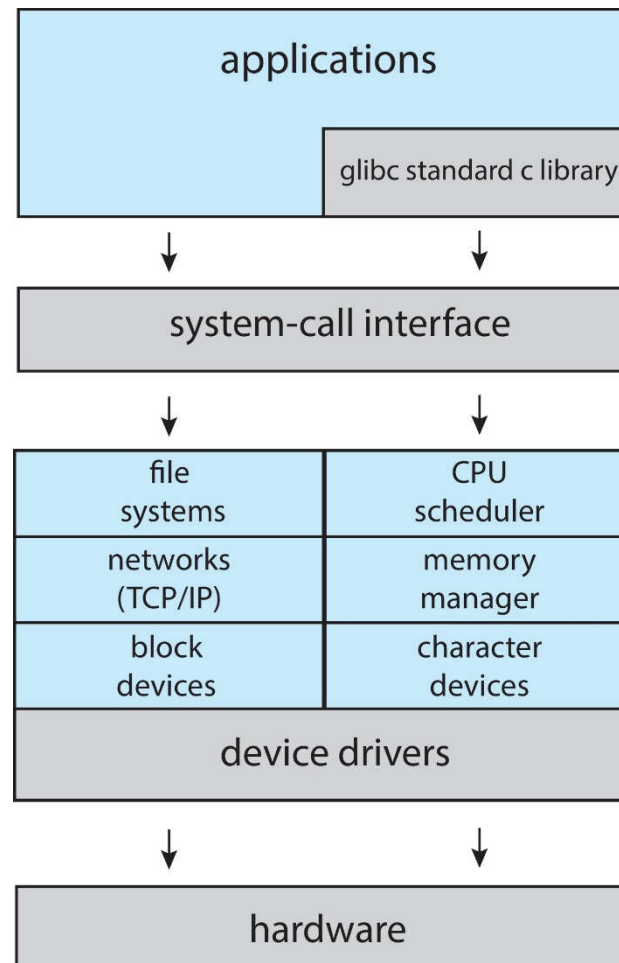 applications
glibc standard c library
system-call interface
file
systems
CPU
scheduler
networks
(TCP/IP)
memory
manager
block
devices
character
devices
device drivers
hardware